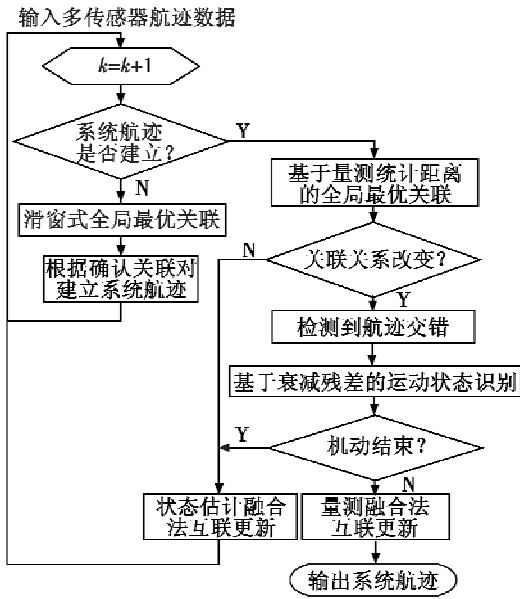 输入多传感器航迹数据
k=k+1
系统航迹
是否建立?
Y
N
滑窗式全局最优关联
根据确认关联对
建立系统航迹
基于量测统计距离
的全局最优关联
N
关联关系改变?
Y
检测到航迹交错
基于衰减残差的运动状态识别
Y
机动结束?
N
状态估计融合
法互联更新
量测融合法
互联更新
输出系统航迹